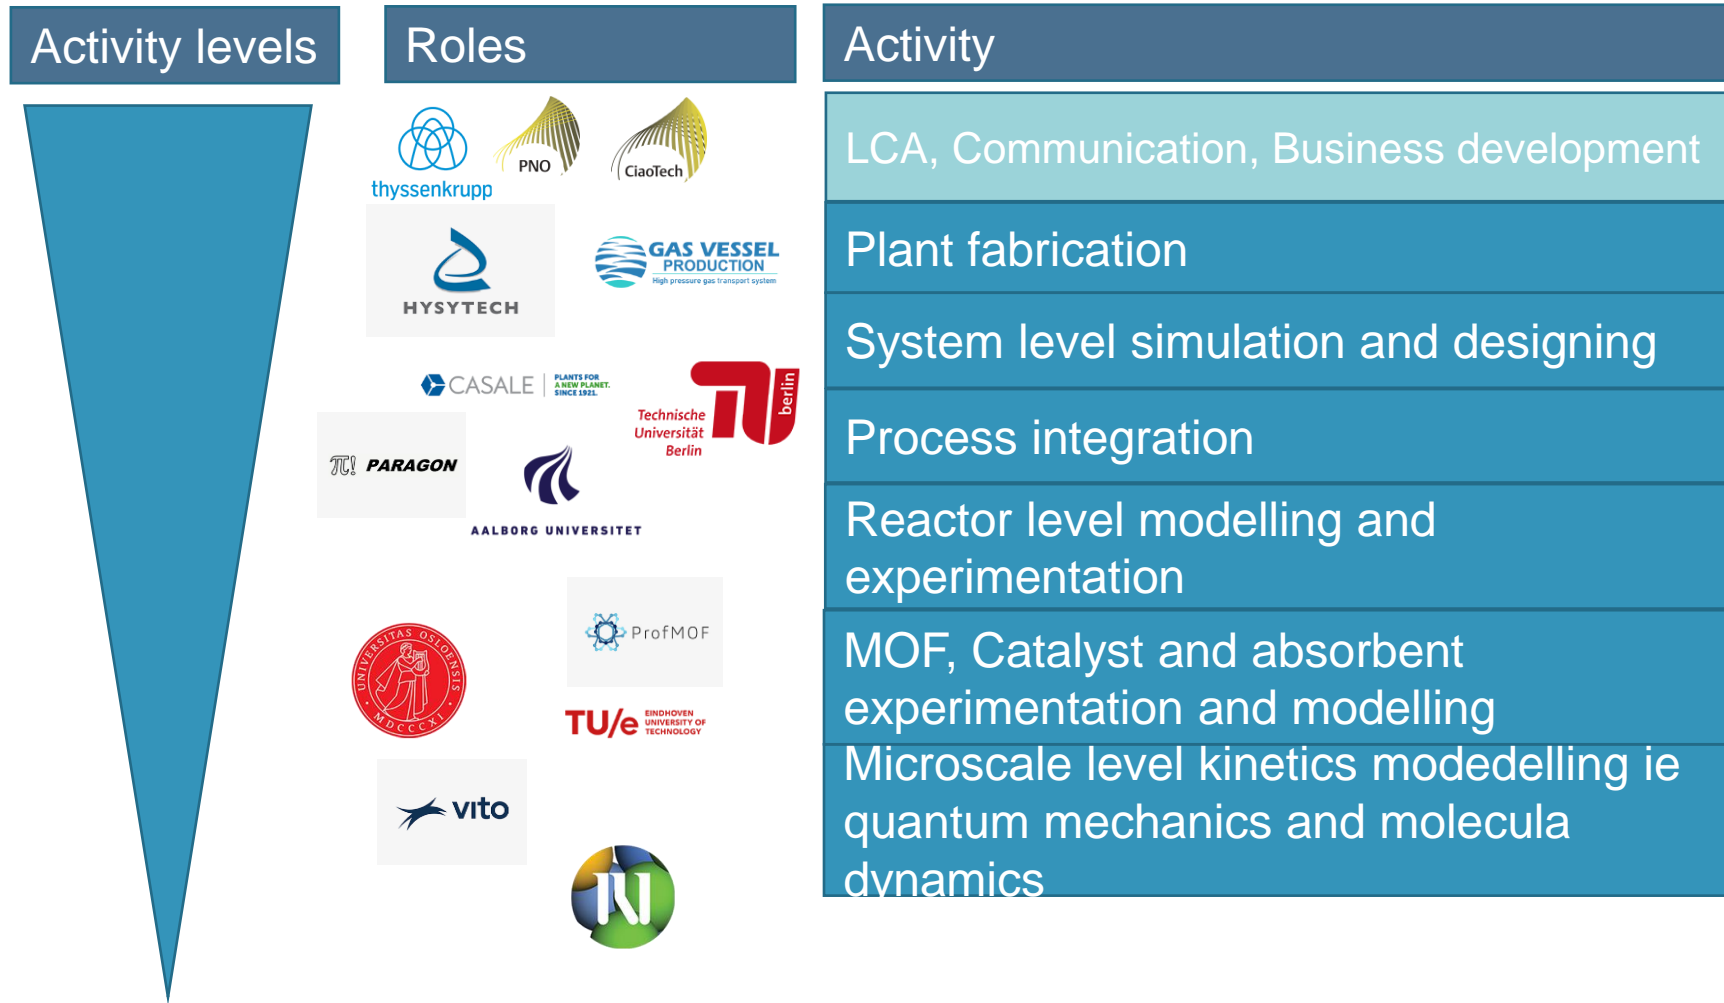 Activity levels
Roles
Activity
thyssenkrupp
PNO
CiaoTech
LCA, Communication, Business development
HYSYTECH
GAS VESSEL
PRODUCTION
High pressure gas transport system
Plant fabrication
System level simulation and designing
CASALE
PLANTS FOR
A NEW PLANET.
SINCE 1921.
Technische
Universität
Berlin
berlin
Process integration
π! PARAGON
AALBORG UNIVERSITET
Reactor level modelling and
experimentation
ProfMOF
UNIVERSITAS OSLOENSIS
MDCCCXI
TU/e
EINDHOVEN
UNIVERSITY OF
TECHNOLOGY
MOF, Catalyst and absorbent
experimentation and modelling
vito
Microscale level kinetics modedelling ie
quantum mechanics and molecula
dynamics